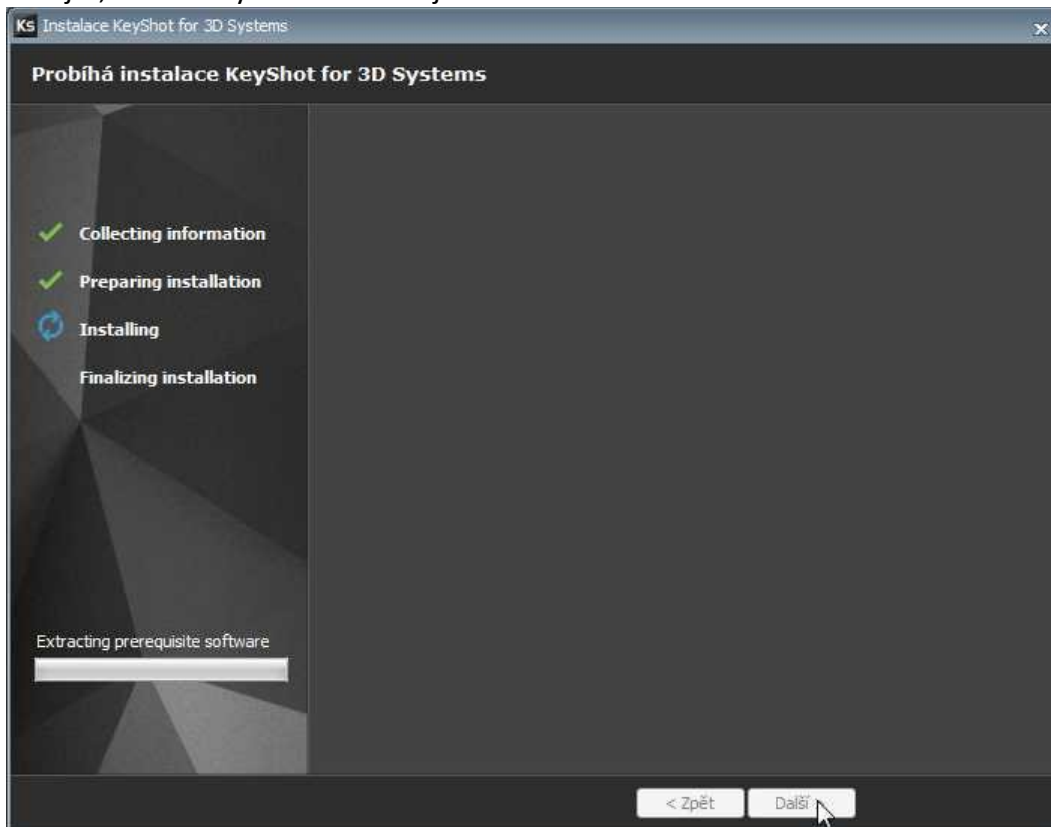 Ks Instalace KeyShot for 3D Systems
Probíhá instalace KeyShot for 3D Systems
Collecting information
Preparing installation
Installing
Finalizing installation
Extracting prerequisite software
< Zpět
Další >